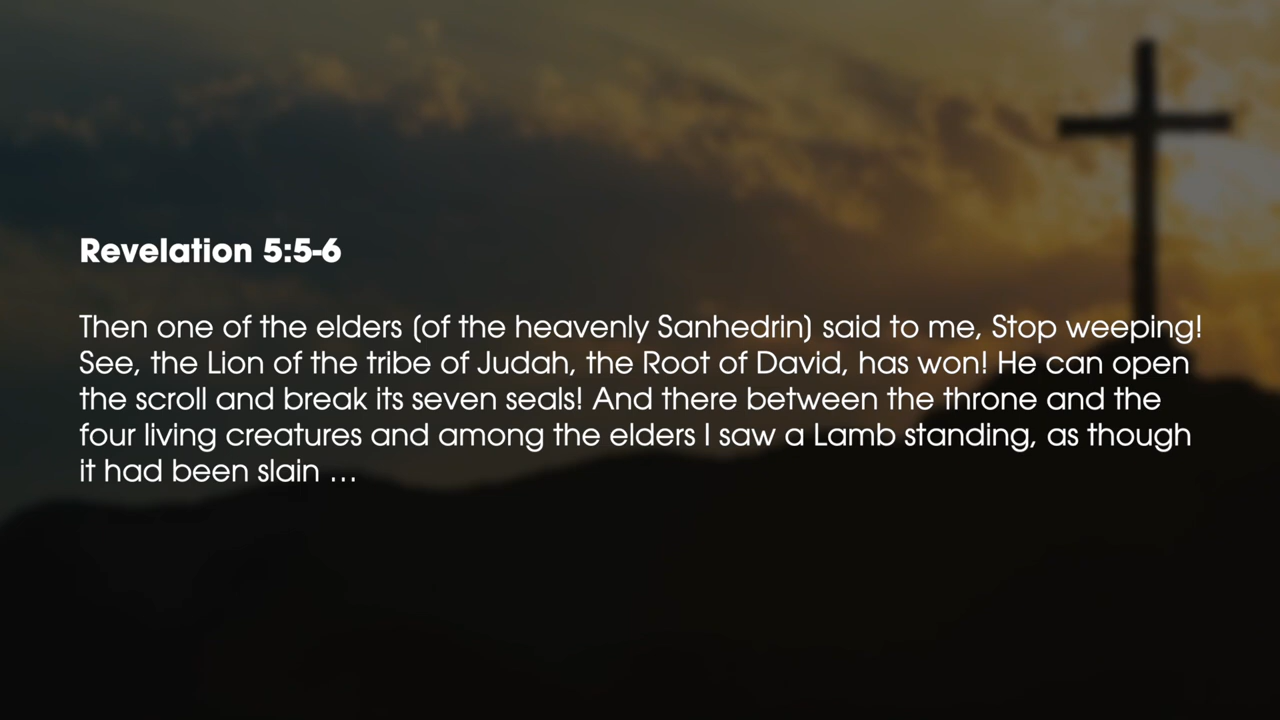 Revelation 5:5-6
Then one of the elders (of the heavenly Sanhedrin) said to me, Stop weeping!
See, the Lion of the tribe of Judah, the Root of David, has won! He can open
the scroll and break its seven seals! And there between the throne and the
four living creatures and among the elders I saw a Lamb standing, as though
it had been slain …